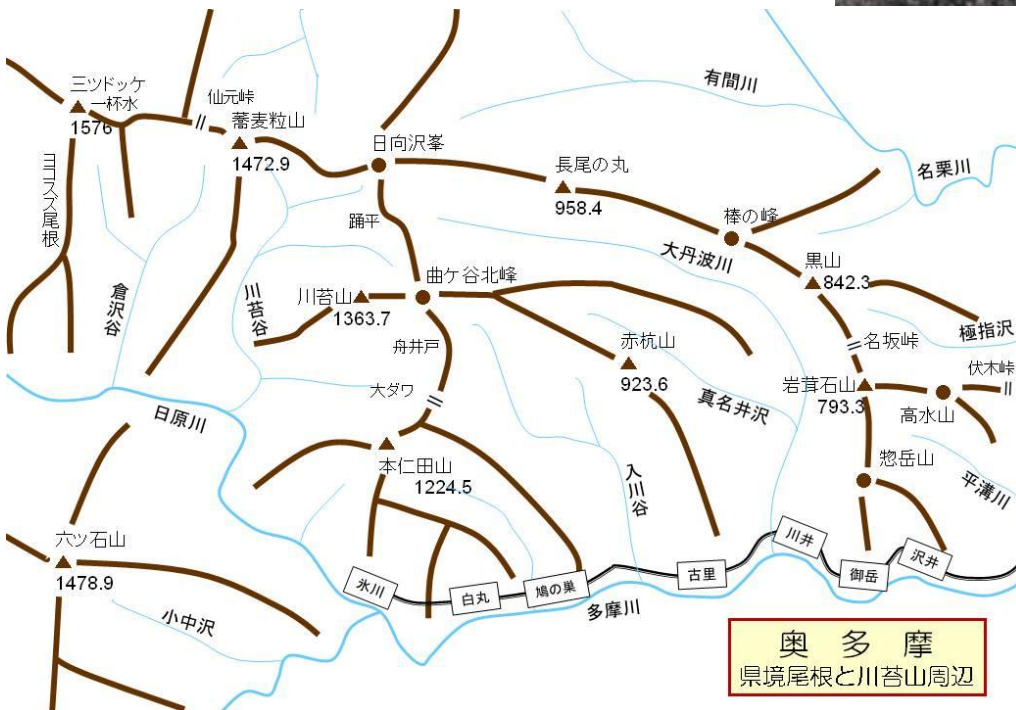 三ツドッケ
一杯水
1576
仙元峠
蕎麦粒山
1472.9
日向沢峯
有間川
長尾の丸
958.4
名栗川
ヨコスズ尾根
踊平
棒の峰
大丹波川
黒山
842.3
倉沢谷
川苔谷
川苔山
1363.7
曲ケ谷北峰
舟井戸
赤杭山
923.6
名坂峠
極指沢
伏木峠
岩茸石山
793.3
高水山
大ダワ
真名井沢
日原川
本仁田山
1224.5
入川谷
惣岳山
平溝川
六ツ石山
1478.9
小中沢
氷川
白丸
鳩の巣
古里
川井
御岳
沢井
多摩川
奥多摩
県境尾根と川苔山周辺